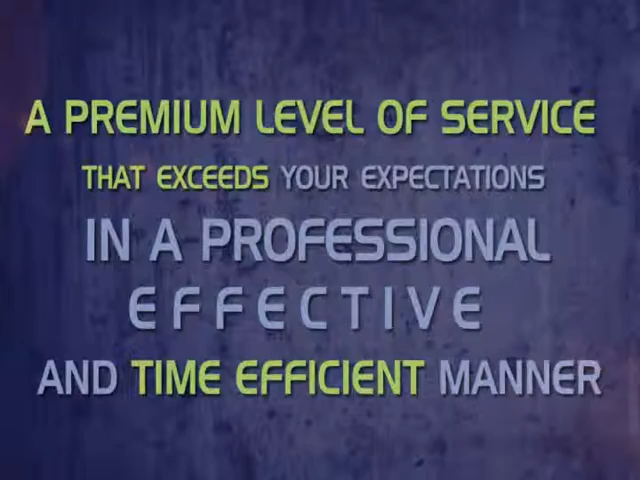 A PREMIUM LEVEL OF SERVICE
THAT EXCEEDS YOUR EXPECTATIONS
IN A PROFESSIONAL
EFFECTIVE
AND TIME EFFICIENT MANNER